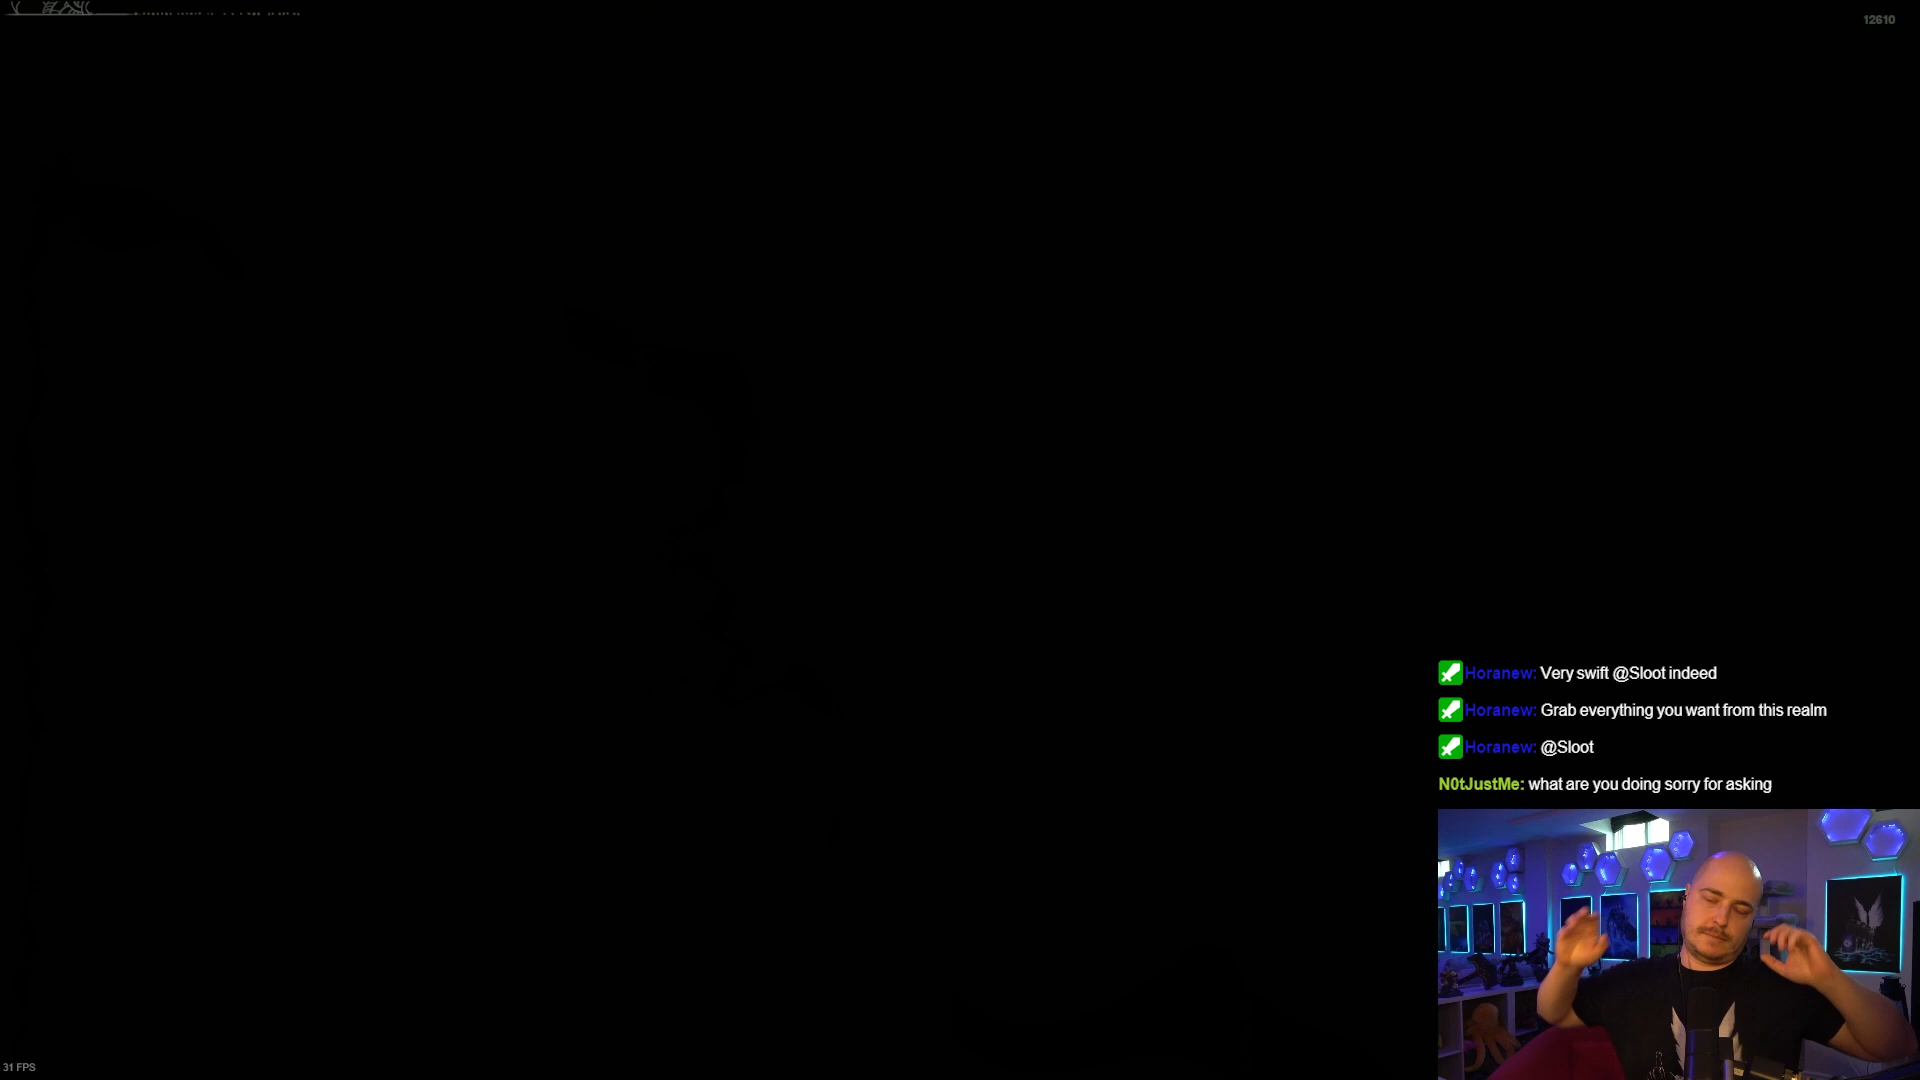 12610
Horanew: Very swift @Sloot indeed
Horanew: Grab everything you want from this realm
Horanew: @Sloot
N0tJustMe: what are you doing sorry for asking
31 FPS